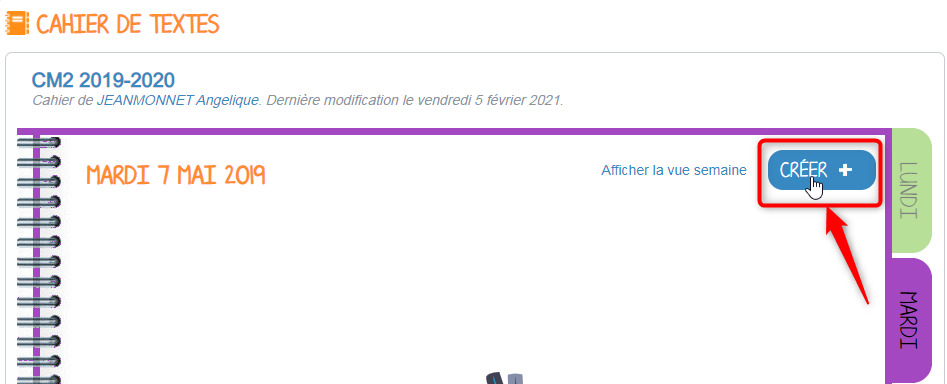 CAHIER DE TEXTES
CM2 2019-2020
Cahier de JEANMONNET Angelique. Dernière modification le vendredi 5 février 2021.
MARDI 7 MAI 2019
Afficher la vue semaine
CRÉER +
LUNDI
MARDI